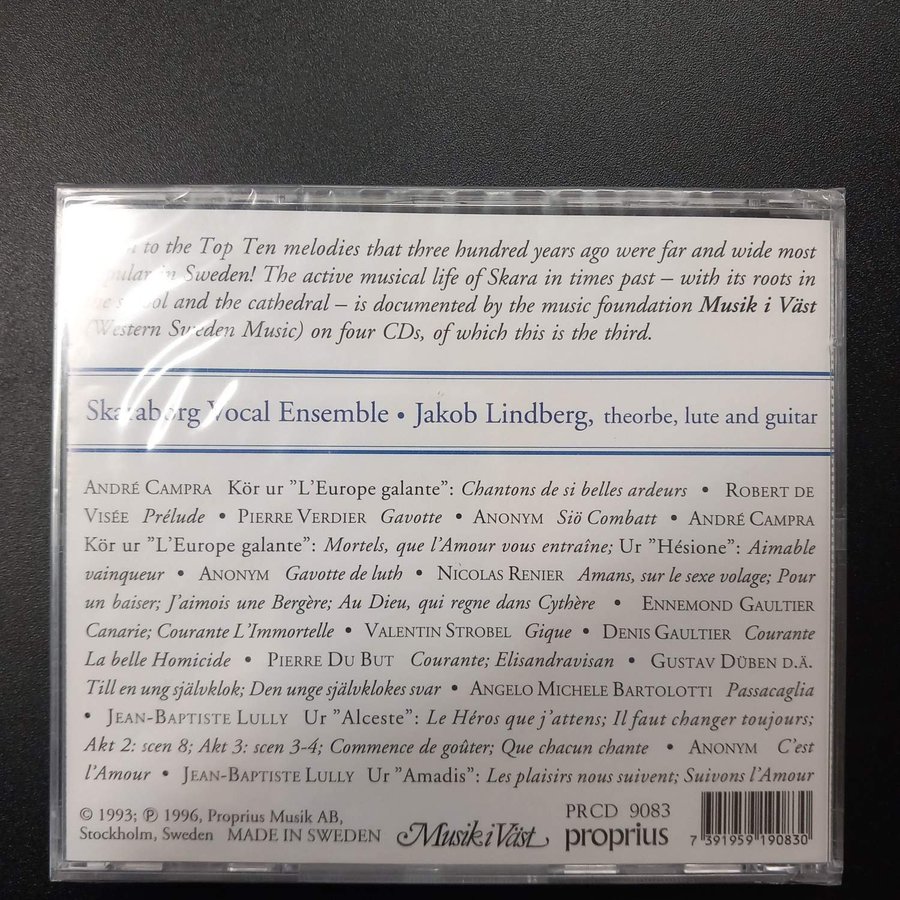 to the Top Ten melodies that three hundred years ago were far and wide most
in Sweden! The active musical life of Skara in times past – with its roots in
and the cathedral – is documented by the music foundation Musik i Väst
(Western Sweden Music) on four CDs, of which this is the third.
Skaraborg Vocal Ensemble • Jakob Lindberg, theorbe, lute and guitar
ANDRÉ CAMPRA Kör ur ”L'Europe galante”: Chantons de si belles ardeurs • ROBERT DE
VISÉE Prélude • PIERRE VERDIER Gavotte • ANONYM Siö Combatt • ANDRÉ CAMPRA
Kör ur ”L'Europe galante”: Mortels, que l'Amour vous entraîne; Ur ”Hésione”: Aimable
vainqueur • ANONYM Gavotte de luth • NICOLAS RENIER Amans, sur le sexe volage; Pour
un baiser; J'aimois une Bergère; Au Dieu, qui regne dans Cythère • ENNEMOND GAULTIER
Canarie; Courante L'Immortelle • VALENTIN STROBEL Gique • DENIS GAULTIER Courante
La belle Homicide • PIERRE DU BUT Courante; Elisandravisan • GUSTAV DÜBEN D.Ä.
Till en ung självklok; Den unge självklokes svar • ANGELO MICHELE BARTOLOTTI Passacaglia
• JEAN-BAPTISTE LULLY Ur ”Alceste”: Le Héros que j'attens; Il faut changer toujours;
Akt 2: scen 8; Akt 3: scen 3-4; Commence de goûter; Que chacun chante • ANONYM C'est
l'Amour • JEAN-BAPTISTE LULLY Ur ”Amadis”: Les plaisirs nous suivent; Suivons l'Amour
© 1993; ℗ 1996, Proprius Musik AB,
Stockholm, Sweden MADE IN SWEDEN
Musik i Väst
PRCD 9083
proprius
7 391959 190830